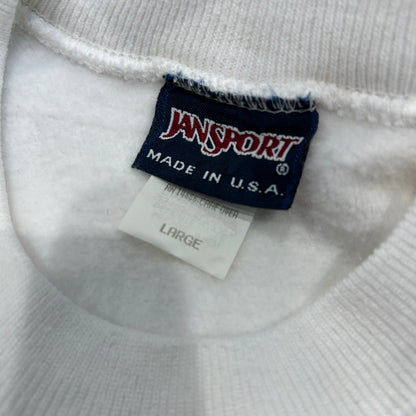 JANSPORT
®
MADE IN U.S.A.
LARGE